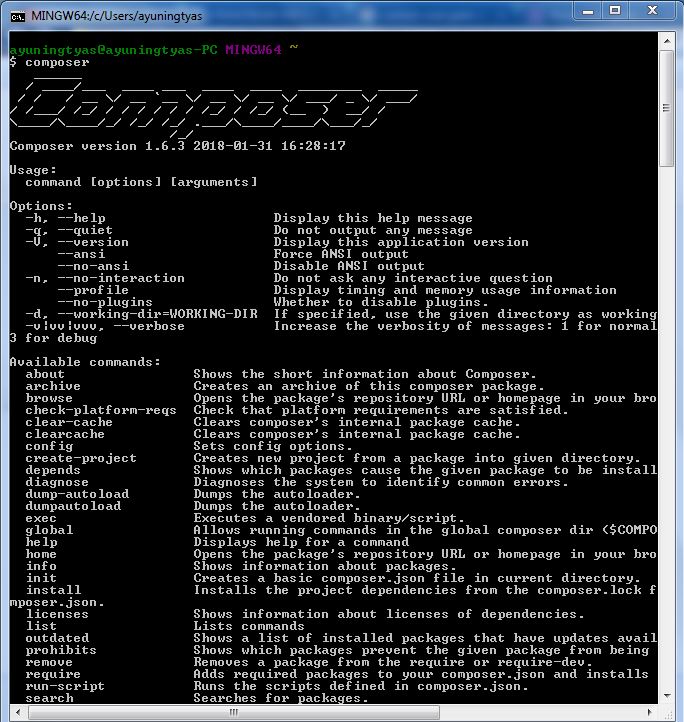 MINGW64:/c/Users/ayuningtyas
ayuningtyas@ayuningtyas-PC MINGW64 ~
$ composer
Composer
Composer version 1.6.3 2018-01-31 16:28:17
Usage:
command [options] [arguments]
Options:
-h, --help Display this help message
-q, --quiet Do not output any message
-V, --version Display this application version
--ansi Force ANSI output
--no-ansi Disable ANSI output
-n, --no-interaction Do not ask any interactive question
--profile Display timing and memory usage information
--no-plugins Whether to disable plugins.
-d, --working-dir=WORKING-DIR If specified, use the given directory as working
-v|vv|vvv, --verbose Increase the verbosity of messages: 1 for normal
3 for debug
Available commands:
about Shows the short information about Composer.
archive Creates an archive of this composer package.
browse Opens the package's repository URL or homepage in your bro
check-platform-reqs Check that platform requirements are satisfied.
clear-cache Clears composer's internal package cache.
clearcache Clears composer's internal package cache.
config Sets config options.
create-project Creates new project from a package into given directory.
depends Shows which packages cause the given package to be install
diagnose Diagnoses the system to identify common errors.
dump-autoload Dumps the autoloader.
dumpautoload Dumps the autoloader.
exec Executes a vendored binary/script.
global Allows running commands in the global composer dir ($COMPO
help Displays help for a command
home Opens the package's repository URL or homepage in your bro
info Shows information about packages.
init Creates a basic composer.json file in current directory.
install Installs the project dependencies from the composer.lock f
mposer.json.
licenses Shows information about licenses of dependencies.
list Lists commands
outdated Shows a list of installed packages that have updates avail
prohibits Shows which packages prevent the given package from being
remove Removes a package from the require or require-dev.
require Adds required packages to your composer.json and installs
run-script Runs the scripts defined in composer.json.
search Searches for packages.